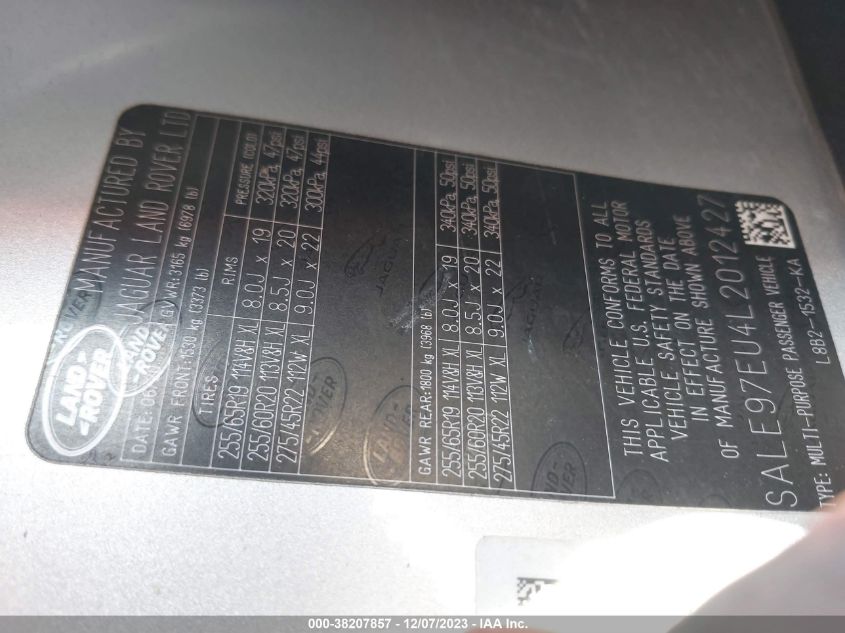 LAND
ROVER
MANUFACTURED BY
JAGUAR LAND ROVER LTD
DATE: 06
GVWR: 3165 kg (6978 lb)
GAWR FRONT: 1530 kg (3373 lb)
TIRES RIMS PRESSURE (COLD)
255/65R19 114V&H XL 8.0J x 19 320kPa, 47psi
255/60R20 113V&H XL 8.5J x 20 320kPa, 47psi
275/45R22 112W XL 9.0J x 22 300kPa, 44psi
GAWR REAR: 1800 kg (3968 lb)
255/65R19 114V&H XL 8.0J x 19 340kPa, 50psi
255/60R20 113V&H XL 8.5J x 20 340kPa, 50psi
275/45R22 112W XL 9.0J x 22 340kPa, 50psi
THIS VEHICLE CONFORMS TO ALL
APPLICABLE U.S. FEDERAL MOTOR
VEHICLE SAFETY STANDARDS
IN EFFECT ON THE DATE
OF MANUFACTURE SHOWN ABOVE
SALE97EU4L2012427
TYPE: MULTI-PURPOSE PASSENGER VEHICLE
L8B2-1532-KA
JAGUAR
LAND
ROVER
000-38207857 - 12/07/2023 - IAA Inc.